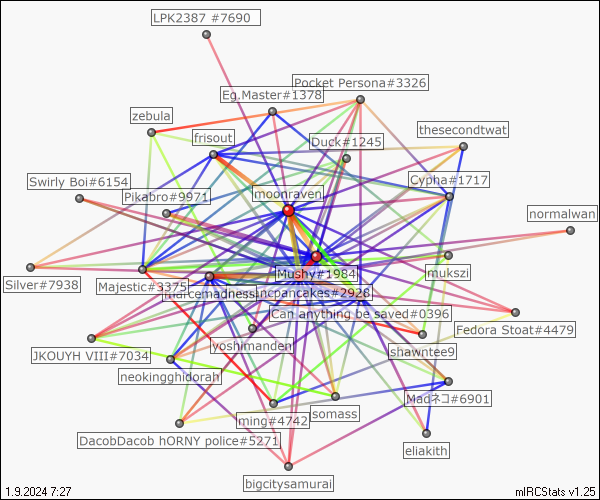 LPK2387 #7690
Pocket Persona#3326
Eg.Master#1378
zebula
thesecondtwat
frisout
Duck#1245
Swirly Boi#6154
Cypha#1717
Pikabro#9971
moonraven
normalwan
Mushy#1984
mukszi
Silver#7938
Majestic#3375
marcemadness
ncpancakes#2928
Can anything be saved#0396
Fedora Stoat#4479
yoshimanden
shawntee9
JKOUYH VIII#7034
neokingghidorah
Madネコ#6901
somass
ming#4742
DacobDacob hORNY police#5271
eliakith
bigcitysamurai
1.9.2024 7:27
mIRCStats v1.25